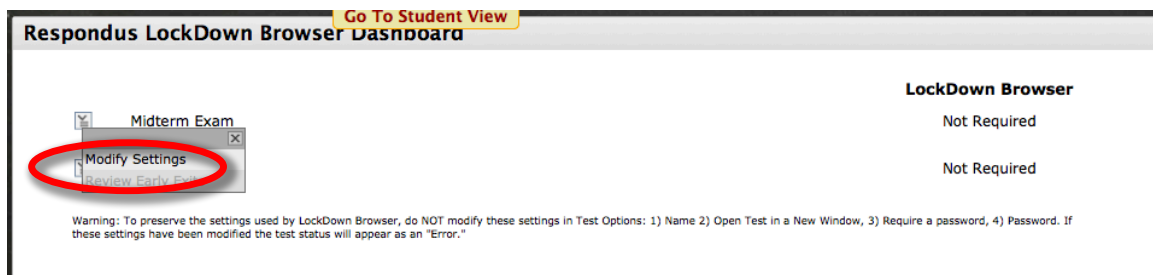 Go To Student View
Respondus LockDown Browser Dashboard
LockDown Browser
Midterm Exam Not Required
Modify Settings
Not Required
Review Early Exit
Warning: To preserve the settings used by LockDown Browser, do NOT modify these settings in Test Options: 1) Name 2) Open Test in a New Window, 3) Require a password, 4) Password. If
these settings have been modified the test status will appear as an "Error."